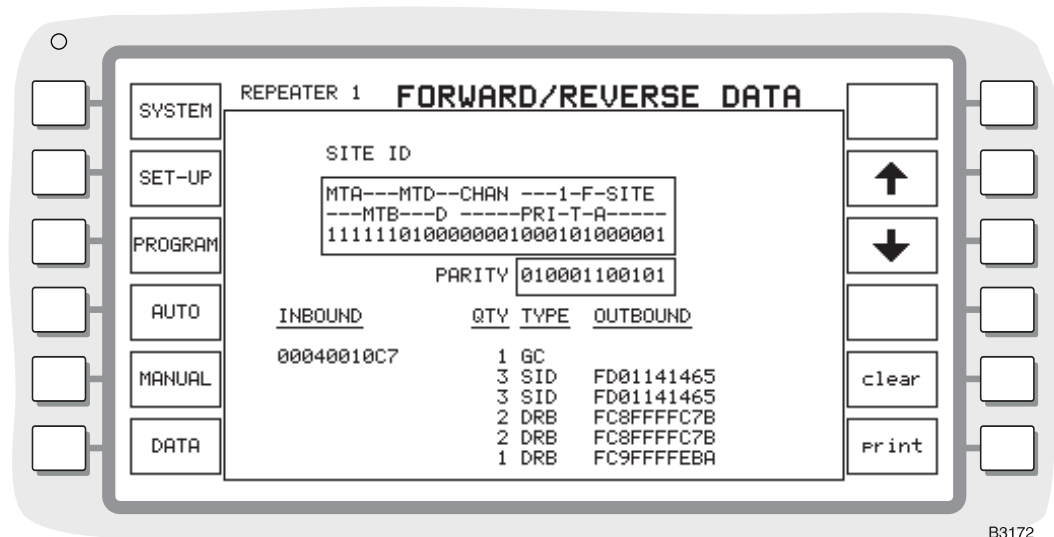 REPEATER 1 FORWARD/REVERSE DATA
SYSTEM
SET-UP
PROGRAM
AUTO
MANUAL
DATA
SITE ID
MTA---MTD--CHAN ---1-F-SITE
---MTB---D -----PRI-T-A-----
1111110100000001000101000001
PARITY 010001100101
INBOUND QTY TYPE OUTBOUND
00040010C7 1 GC
3 SID FD01141465
3 SID FD01141465
2 DRB FC8FFFFC7B
2 DRB FC8FFFFC7B
1 DRB FC9FFFFEBA
clear
print
B3172